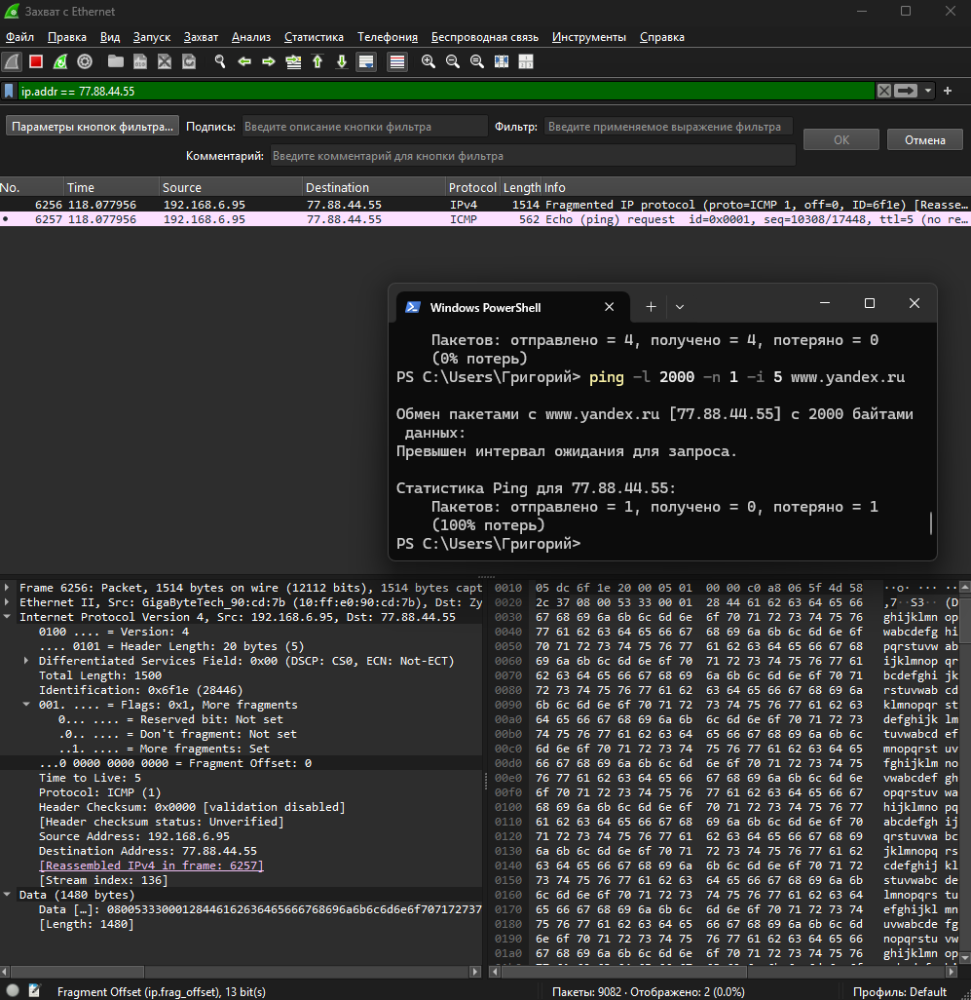 Захват с Ethernet
Файл Правка Вид Запуск Захват Анализ Статистика Телефония Беспроводная связь Инструменты Справка
ip.addr == 77.88.44.55
Параметры кнопок фильтра... Подпись: Введите описание кнопки фильтра Фильтр: Введите применяемое выражение фильтра OK Отмена
Комментарий: Введите комментарий для кнопки фильтра
No. Time Source Destination Protocol Length Info
6256 118.077956 192.168.6.95 77.88.44.55 IPv4 1514 Fragmented IP protocol (proto=ICMP 1, off=0, ID=6f1e) [Reasse…
6257 118.077956 192.168.6.95 77.88.44.55 ICMP 562 Echo (ping) request id=0x0001, seq=10308/17448, ttl=5 (no re…
Windows PowerShell
Пакетов: отправлено = 4, получено = 4, потеряно = 0
(0% потерь)
PS C:\Users\Григорий> ping -l 2000 -n 1 -i 5 www.yandex.ru
Обмен пакетами с www.yandex.ru [77.88.44.55] с 2000 байтами
данных:
Превышен интервал ожидания для запроса.
Статистика Ping для 77.88.44.55:
Пакетов: отправлено = 1, получено = 0, потеряно = 1
(100% потерь)
PS C:\Users\Григорий>
Frame 6256: Packet, 1514 bytes on wire (12112 bits), 1514 bytes capt
Ethernet II, Src: GigaByteTech_90:cd:7b (10:ff:e0:90:cd:7b), Dst: Zy
Internet Protocol Version 4, Src: 192.168.6.95, Dst: 77.88.44.55
0100 .... = Version: 4
.... 0101 = Header Length: 20 bytes (5)
Differentiated Services Field: 0x00 (DSCP: CS0, ECN: Not-ECT)
Total Length: 1500
Identification: 0x6f1e (28446)
001. .... = Flags: 0x1, More fragments
0... .... = Reserved bit: Not set
.0.. .... = Don't fragment: Not set
..1. .... = More fragments: Set
...0 0000 0000 0000 = Fragment Offset: 0
Time to Live: 5
Protocol: ICMP (1)
Header Checksum: 0x0000 [validation disabled]
[Header checksum status: Unverified]
Source Address: 192.168.6.95
Destination Address: 77.88.44.55
[Reassembled IPv4 in frame: 6257]
[Stream index: 136]
Data (1480 bytes)
Data […]: 08005333000128446162636465666768696a6b6c6d6e6f707172737
[Length: 1480]
0010 05 dc 6f 1e 20 00 05 01 00 00 c0 a8 06 5f 4d 58
0020 2c 37 08 00 53 33 00 01 28 44 61 62 63 64 65 66 ,7··S3·· (D
0030 67 68 69 6a 6b 6c 6d 6e 6f 70 71 72 73 74 75 76 ghijklmn op
0040 77 61 62 63 64 65 66 67 68 69 6a 6b 6c 6d 6e 6f wabcdefg hi
0050 70 71 72 73 74 75 76 77 61 62 63 64 65 66 67 68 pqrstuvw ab
0060 69 6a 6b 6c 6d 6e 6f 70 71 72 73 74 75 76 77 61 ijklmnop qr
0070 62 63 64 65 66 67 68 69 6a 6b 6c 6d 6e 6f 70 71 bcdefghi jk
0080 72 73 74 75 76 77 61 62 63 64 65 66 67 68 69 6a rstuvwab cd
0090 6b 6c 6d 6e 6f 70 71 72 73 74 75 76 77 61 62 63 klmnopqr st
00a0 64 65 66 67 68 69 6a 6b 6c 6d 6e 6f 70 71 72 73 defghijk lm
00b0 74 75 76 77 61 62 63 64 65 66 67 68 69 6a 6b 6c tuvwabcd ef
00c0 6d 6e 6f 70 71 72 73 74 75 76 77 61 62 63 64 65 mnopqrst uv
00d0 66 67 68 69 6a 6b 6c 6d 6e 6f 70 71 72 73 74 75 fghijklm no
00e0 76 77 61 62 63 64 65 66 67 68 69 6a 6b 6c 6d 6e vwabcdef gh
00f0 6f 70 71 72 73 74 75 76 77 61 62 63 64 65 66 67 opqrstuv wa
0100 68 69 6a 6b 6c 6d 6e 6f 70 71 72 73 74 75 76 77 hijklmno pq
0110 61 62 63 64 65 66 67 68 69 6a 6b 6c 6d 6e 6f 70 abcdefgh ij
0120 71 72 73 74 75 76 77 61 62 63 64 65 66 67 68 69 qrstuvwa bc
0130 6a 6b 6c 6d 6e 6f 70 71 72 73 74 75 76 77 61 62 jklmnopq rs
0140 63 64 65 66 67 68 69 6a 6b 6c 6d 6e 6f 70 71 72 cdefghij kl
0150 73 74 75 76 77 61 62 63 64 65 66 67 68 69 6a 6b stuvwabc de
0160 6c 6d 6e 6f 70 71 72 73 74 75 76 77 61 62 63 64 lmnopqrs tu
0170 65 66 67 68 69 6a 6b 6c 6d 6e 6f 70 71 72 73 74 efghijkl mn
0180 75 76 77 61 62 63 64 65 66 67 68 69 6a 6b 6c 6d uvwabcde fg
0190 6e 6f 70 71 72 73 74 75 76 77 61 62 63 64 65 66 nopqrstu vw
01a0 67 68 69 6a 6b 6c 6d 6e 6f 70 71 72 73 74 75 76 ghijklmn op
Fragment Offset (ip.frag_offset), 13 bit(s) Пакеты: 9082 · Отображено: 2 (0.0%) Профиль: Default